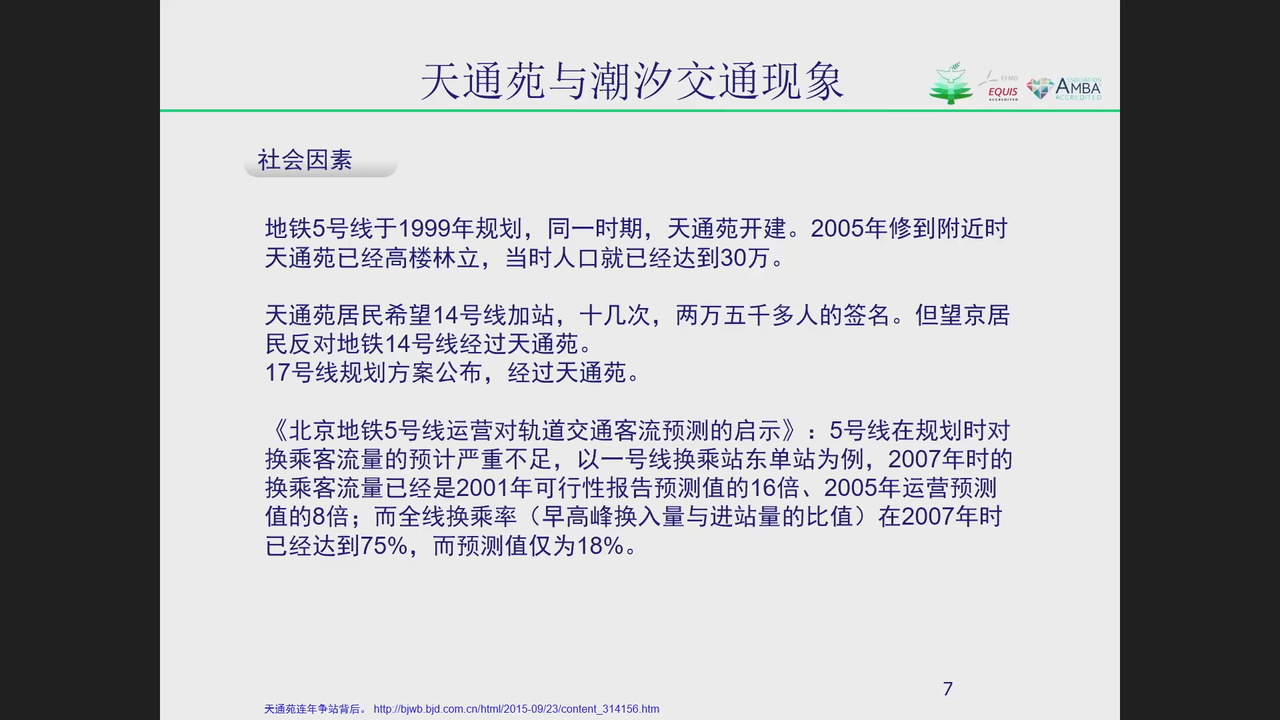 天通苑与潮汐交通现象
EFMD
EQUIS
ACCREDITED
ASSOCIATION
AMBA
ACCREDITED
社会因素
地铁5号线于1999年规划，同一时期，天通苑开建。2005年修到附近时
天通苑已经高楼林立，当时人口就已经达到30万。
天通苑居民希望14号线加站，十几次，两万五千多人的签名。但望京居
民反对地铁14号线经过天通苑。
17号线规划方案公布，经过天通苑。
《北京地铁5号线运营对轨道交通客流预测的启示》：5号线在规划时对
换乘客流量的预计严重不足，以一号线换乘站东单站为例，2007年时的
换乘客流量已经是2001年可行性报告预测值的16倍、2005年运营预测
值的8倍；而全线换乘率（早高峰换入量与进站量的比值）在2007年时
已经达到75%，而预测值仅为18%。
7
天通苑连年争站背后。 http://bjwb.bjd.com.cn/html/2015-09/23/content_314156.htm